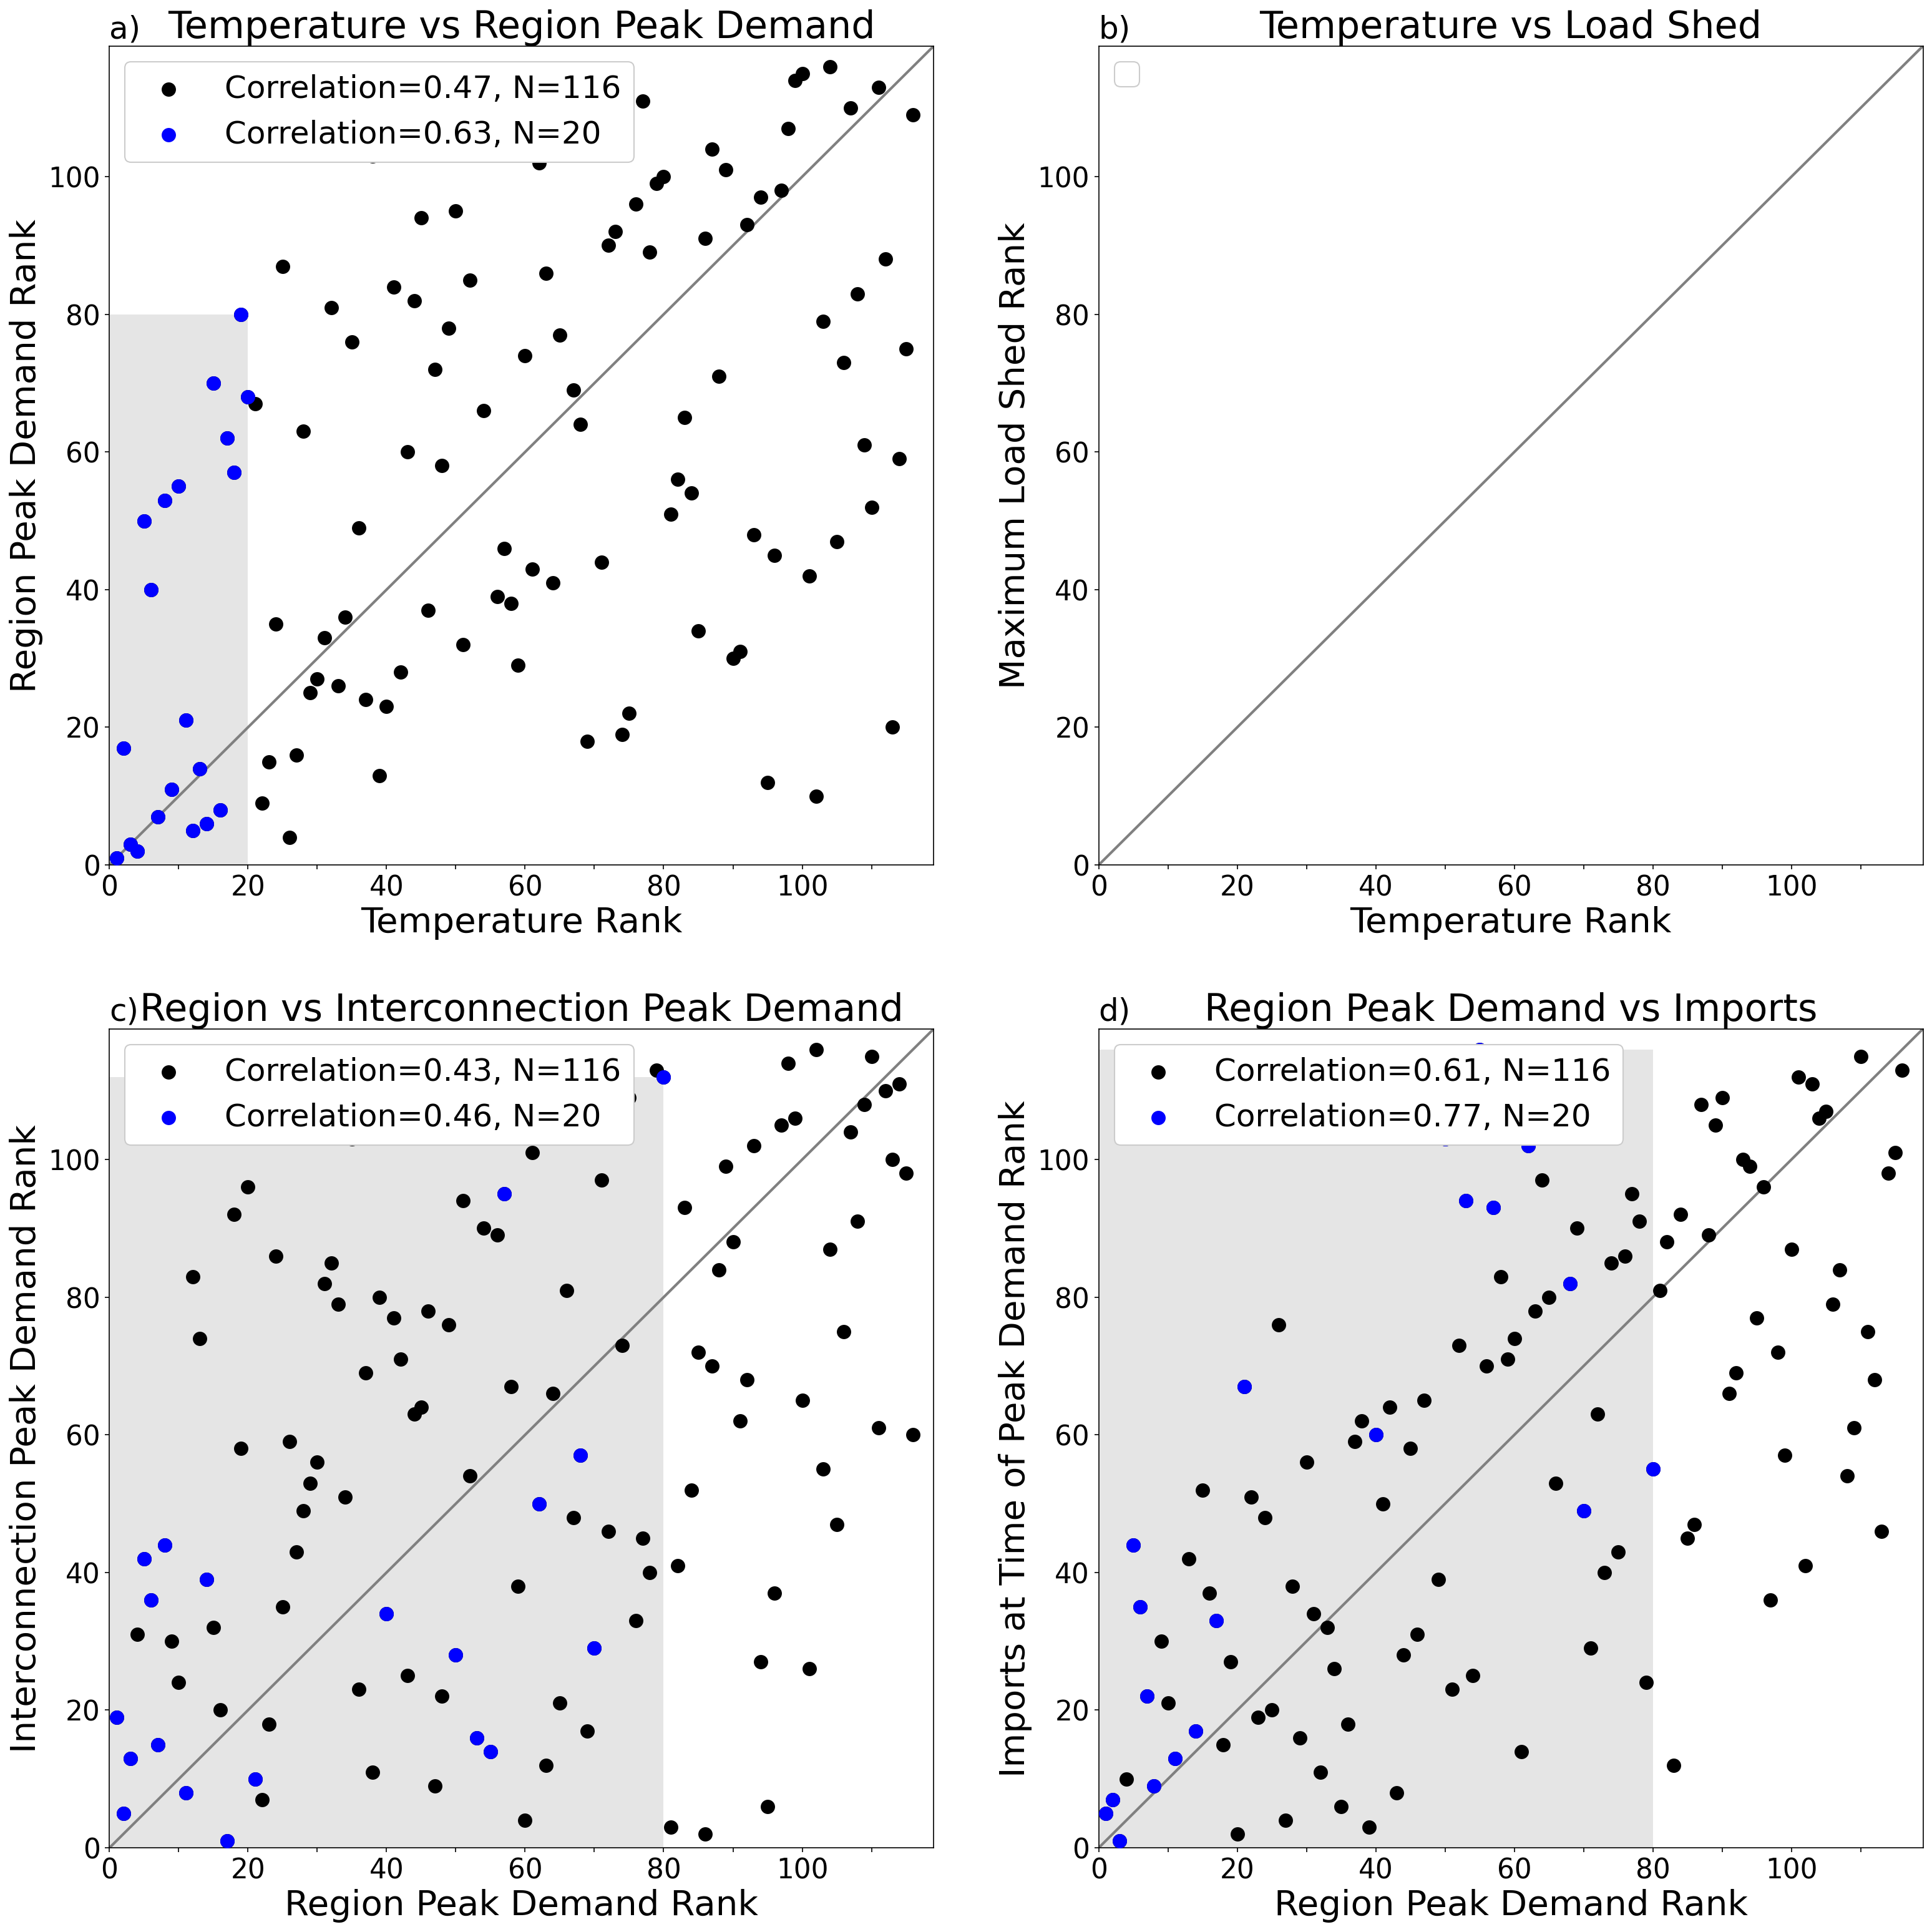 a) Temperature vs Region Peak Demand
Correlation=0.47, N=116
Correlation=0.63, N=20
Region Peak Demand Rank
100
80
60
40
20
0
0 20 40 60 80 100
Temperature Rank
b) Temperature vs Load Shed
Maximum Load Shed Rank
100
80
60
40
20
0
0 20 40 60 80 100
Temperature Rank
c) Region vs Interconnection Peak Demand
Correlation=0.43, N=116
Correlation=0.46, N=20
Interconnection Peak Demand Rank
100
80
60
40
20
0
0 20 40 60 80 100
Region Peak Demand Rank
d) Region Peak Demand vs Imports
Correlation=0.61, N=116
Correlation=0.77, N=20
Imports at Time of Peak Demand Rank
100
80
60
40
20
0
0 20 40 60 80 100
Region Peak Demand Rank